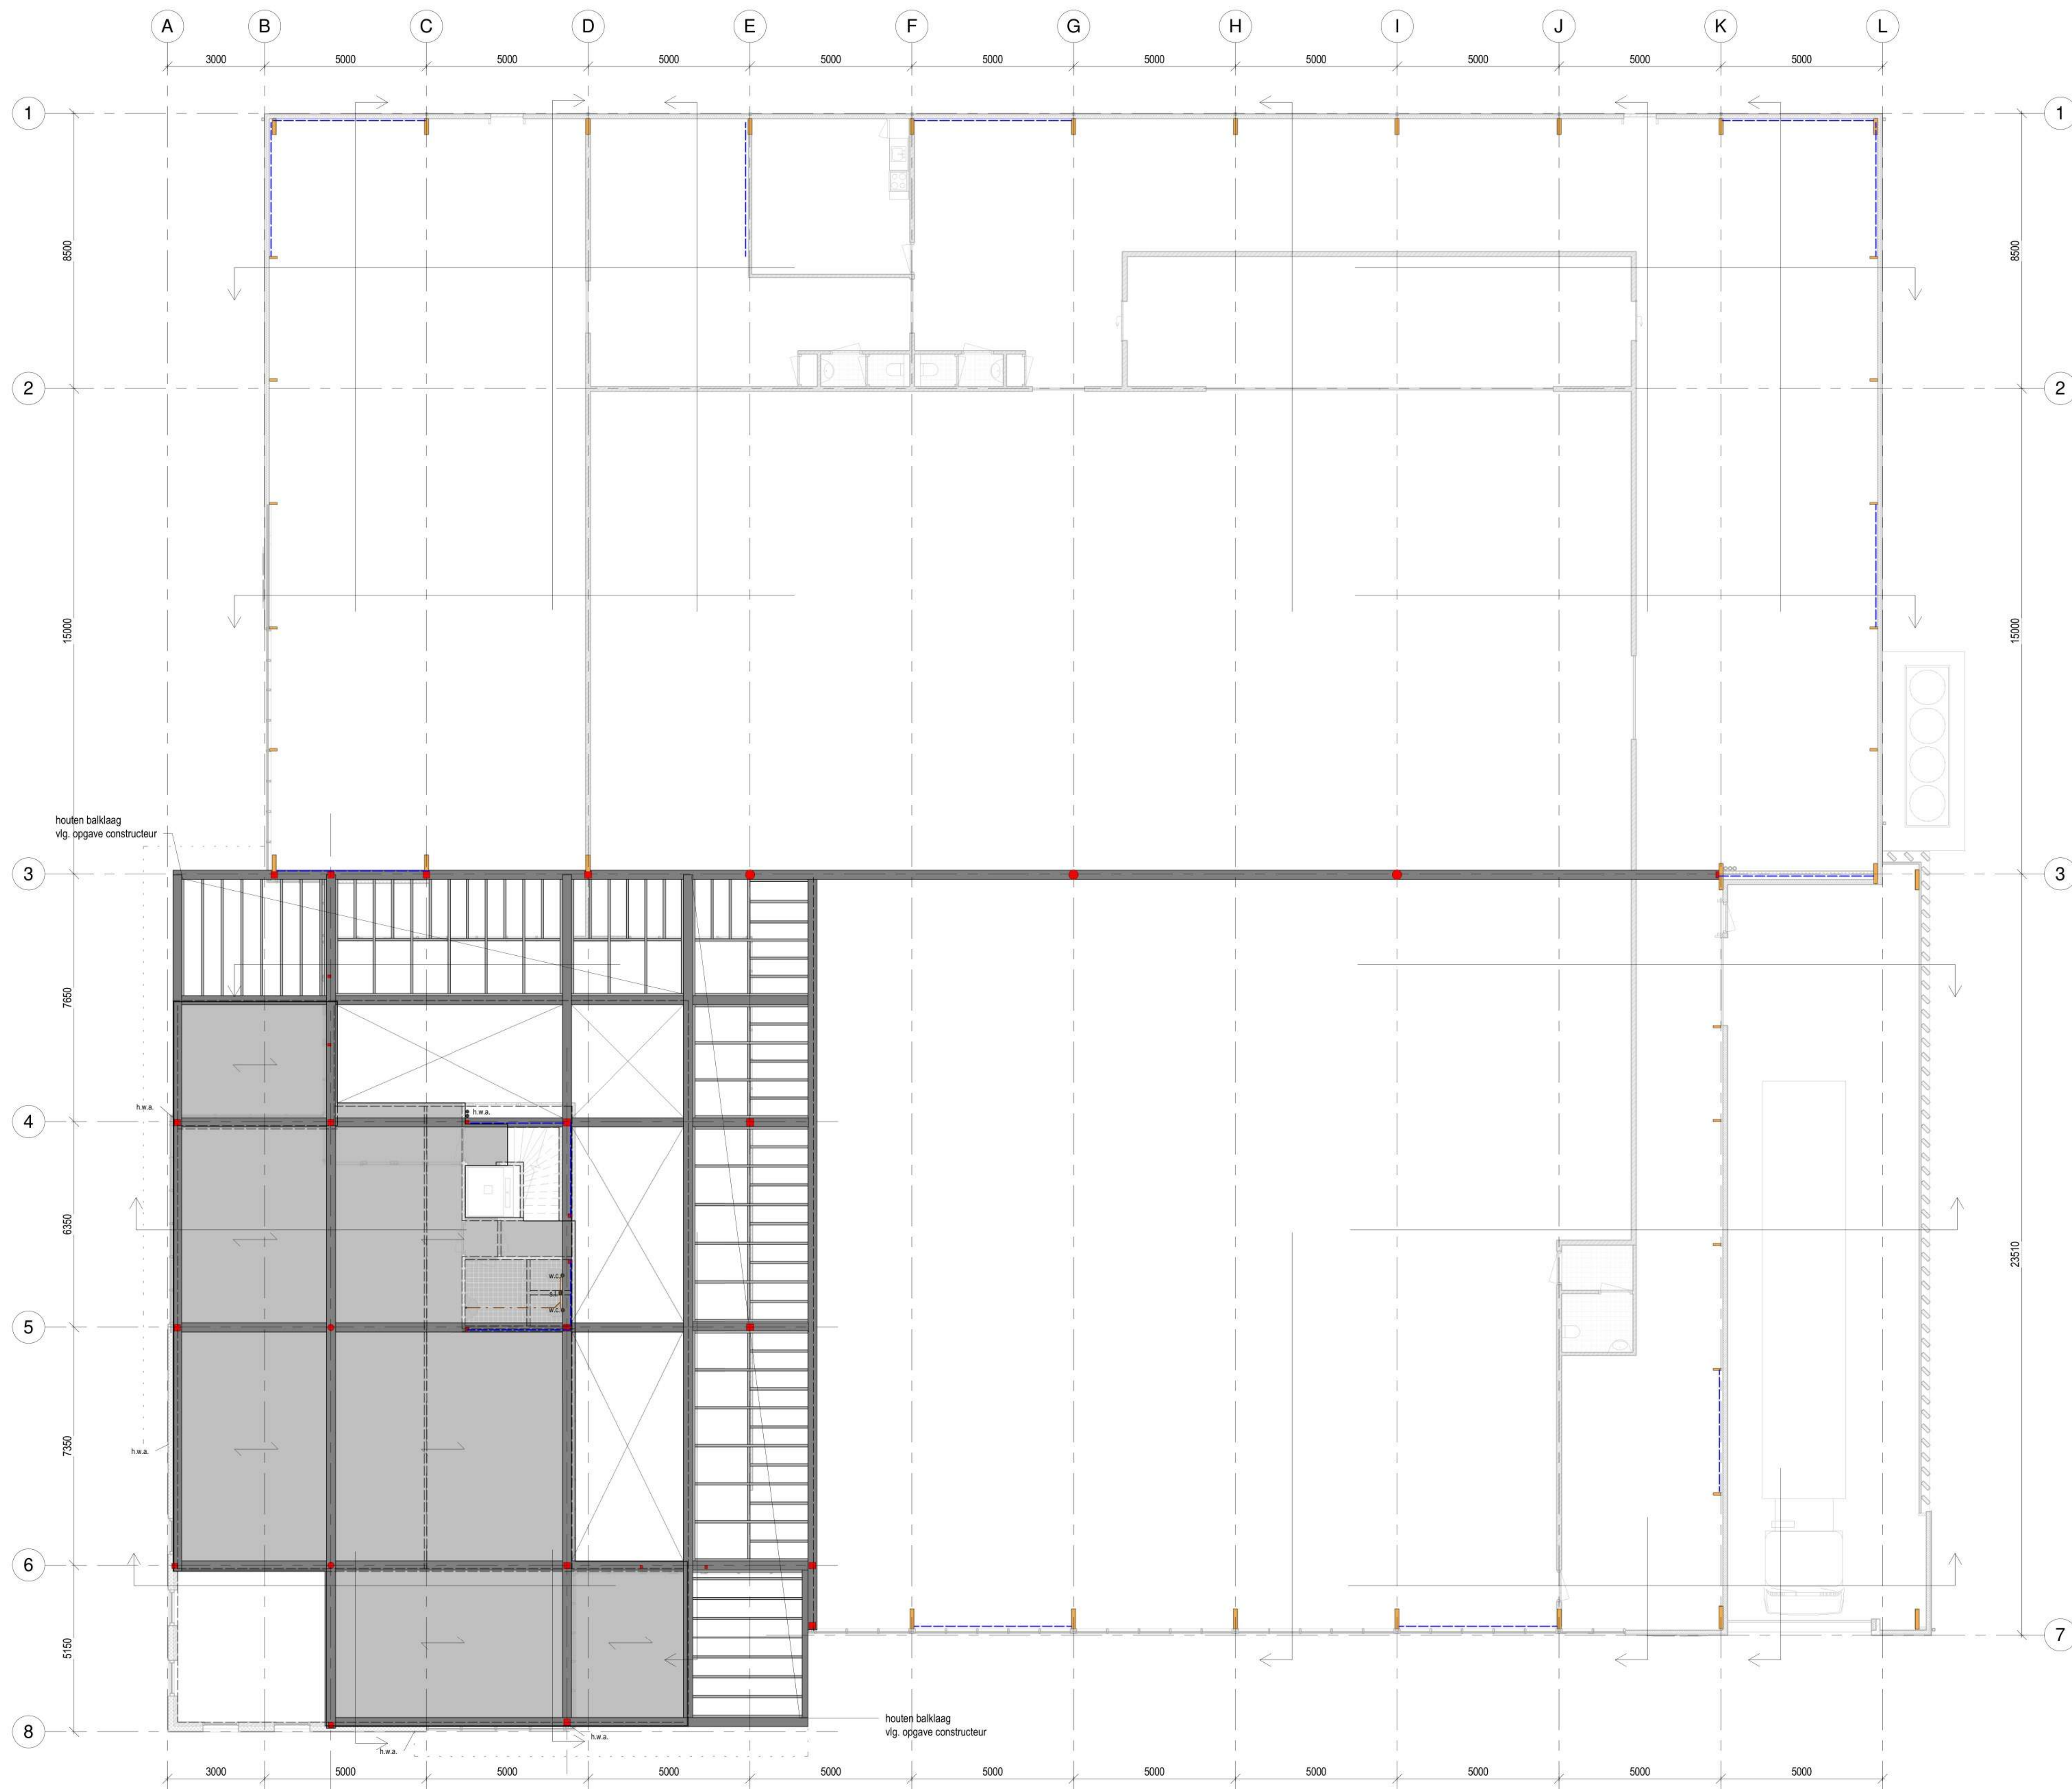 A B C D E F G H I J K L
3000 5000 5000 5000 5000 5000 5000 5000 5000 5000 5000
1 1
8500 8500
2 2
15000 15000
houten balklaag
vlg. opgave constructeur
3 3
7650
h.w.a. h.w.a.
4
6350 23510
w.c.
w.c.
5
7350
h.w.a.
6
5150
7
houten balklaag
vlg. opgave constructeur
8
h.w.a.
h.w.a.
3000 5000 5000 5000 5000 5000 5000 5000 5000 5000 5000